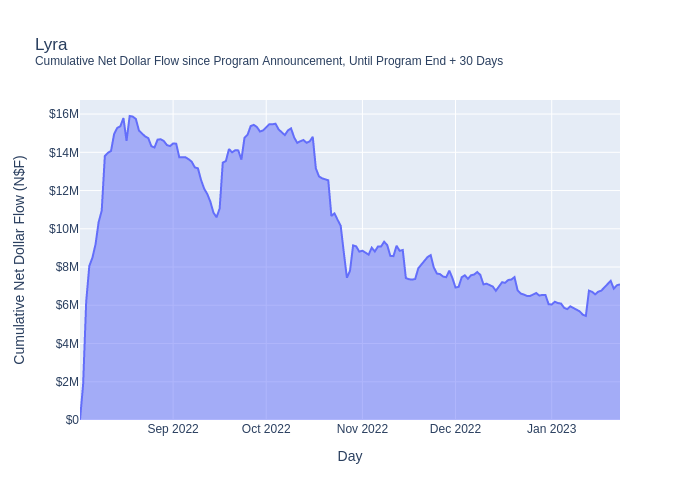 Lyra
Cumulative Net Dollar Flow since Program Announcement, Until Program End + 30 Days
Cumulative Net Dollar Flow (N$F)
$16M
$14M
$12M
$10M
$8M
$6M
$4M
$2M
$0
Sep 2022 Oct 2022 Nov 2022 Dec 2022 Jan 2023
Day